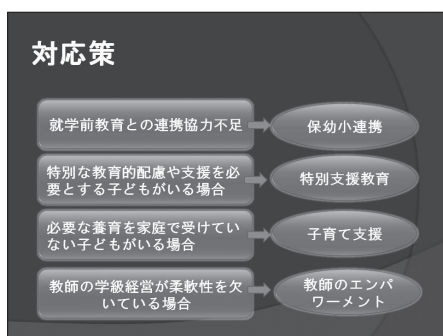 対応策
就学前教育との連携協力不足
保幼小連携
特別な教育的配慮や支援を必
要とする子どもがいる場合
特別支援教育
必要な養育を家庭で受けてい
ない子どもがいる場合
子育て支援
教師の学級経営が柔軟性を欠
いている場合
教師のエンパ
ワーメント